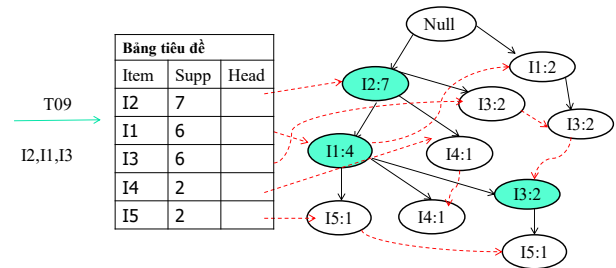 T09
I2,I1,I3
Bảng tiêu đề
Item Supp Head
I2 7
I1 6
I3 6
I4 2
I5 2
Null
I1:2
I2:7
I3:2
I3:2
I1:4
I4:1
I3:2
I5:1
I4:1
I5:1